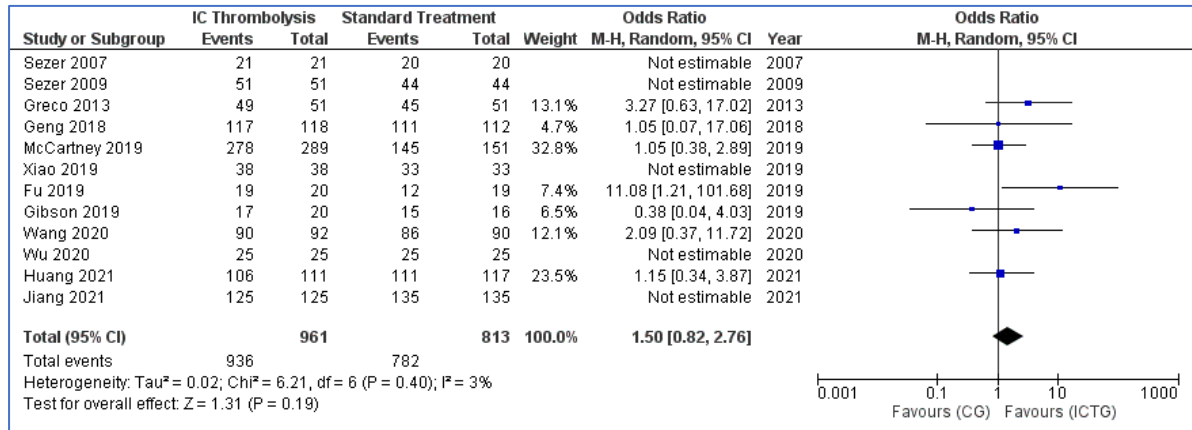 IC Thrombolysis Standard Treatment Odds Ratio Odds Ratio
Study or Subgroup Events Total Events Total Weight M-H, Random, 95% CI Year M-H, Random, 95% CI
Sezer 2007 21 21 20 20 Not estimable 2007
Sezer 2009 51 51 44 44 Not estimable 2009
Greco 2013 49 51 45 51 13.1% 3.27 [0.63, 17.02] 2013
Geng 2018 117 118 111 112 4.7% 1.05 [0.07, 17.06] 2018
McCartney 2019 278 289 145 151 32.8% 1.05 [0.38, 2.89] 2019
Xiao 2019 38 38 33 33 Not estimable 2019
Fu 2019 19 20 12 19 7.4% 11.08 [1.21, 101.68] 2019
Gibson 2019 17 20 15 16 6.5% 0.38 [0.04, 4.03] 2019
Wang 2020 90 92 86 90 12.1% 2.09 [0.37, 11.72] 2020
Wu 2020 25 25 25 25 Not estimable 2020
Huang 2021 106 111 111 117 23.5% 1.15 [0.34, 3.87] 2021
Jiang 2021 125 125 135 135 Not estimable 2021
Total (95% CI) 961 813 100.0% 1.50 [0.82, 2.76]
Total events 936 782
Heterogeneity: Tau² = 0.02; Chi² = 6.21, df = 6 (P = 0.40); I² = 3%
Test for overall effect: Z = 1.31 (P = 0.19)
0.001 0.1 1 10 1000
Favours (CG) Favours (ICTG)